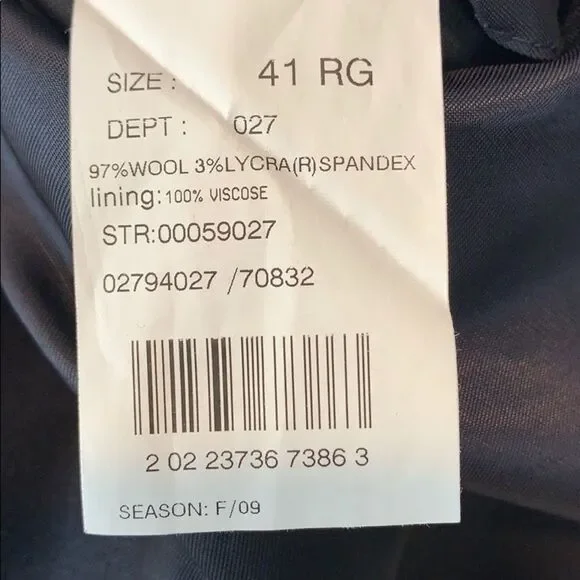 SIZE : 41 RG
DEPT : 027
97%WOOL 3%LYCRA(R)SPANDEX
lining: 100% VISCOSE
STR:00059027
02794027 /70832
2 02 23736 7386 3
SEASON: F/09